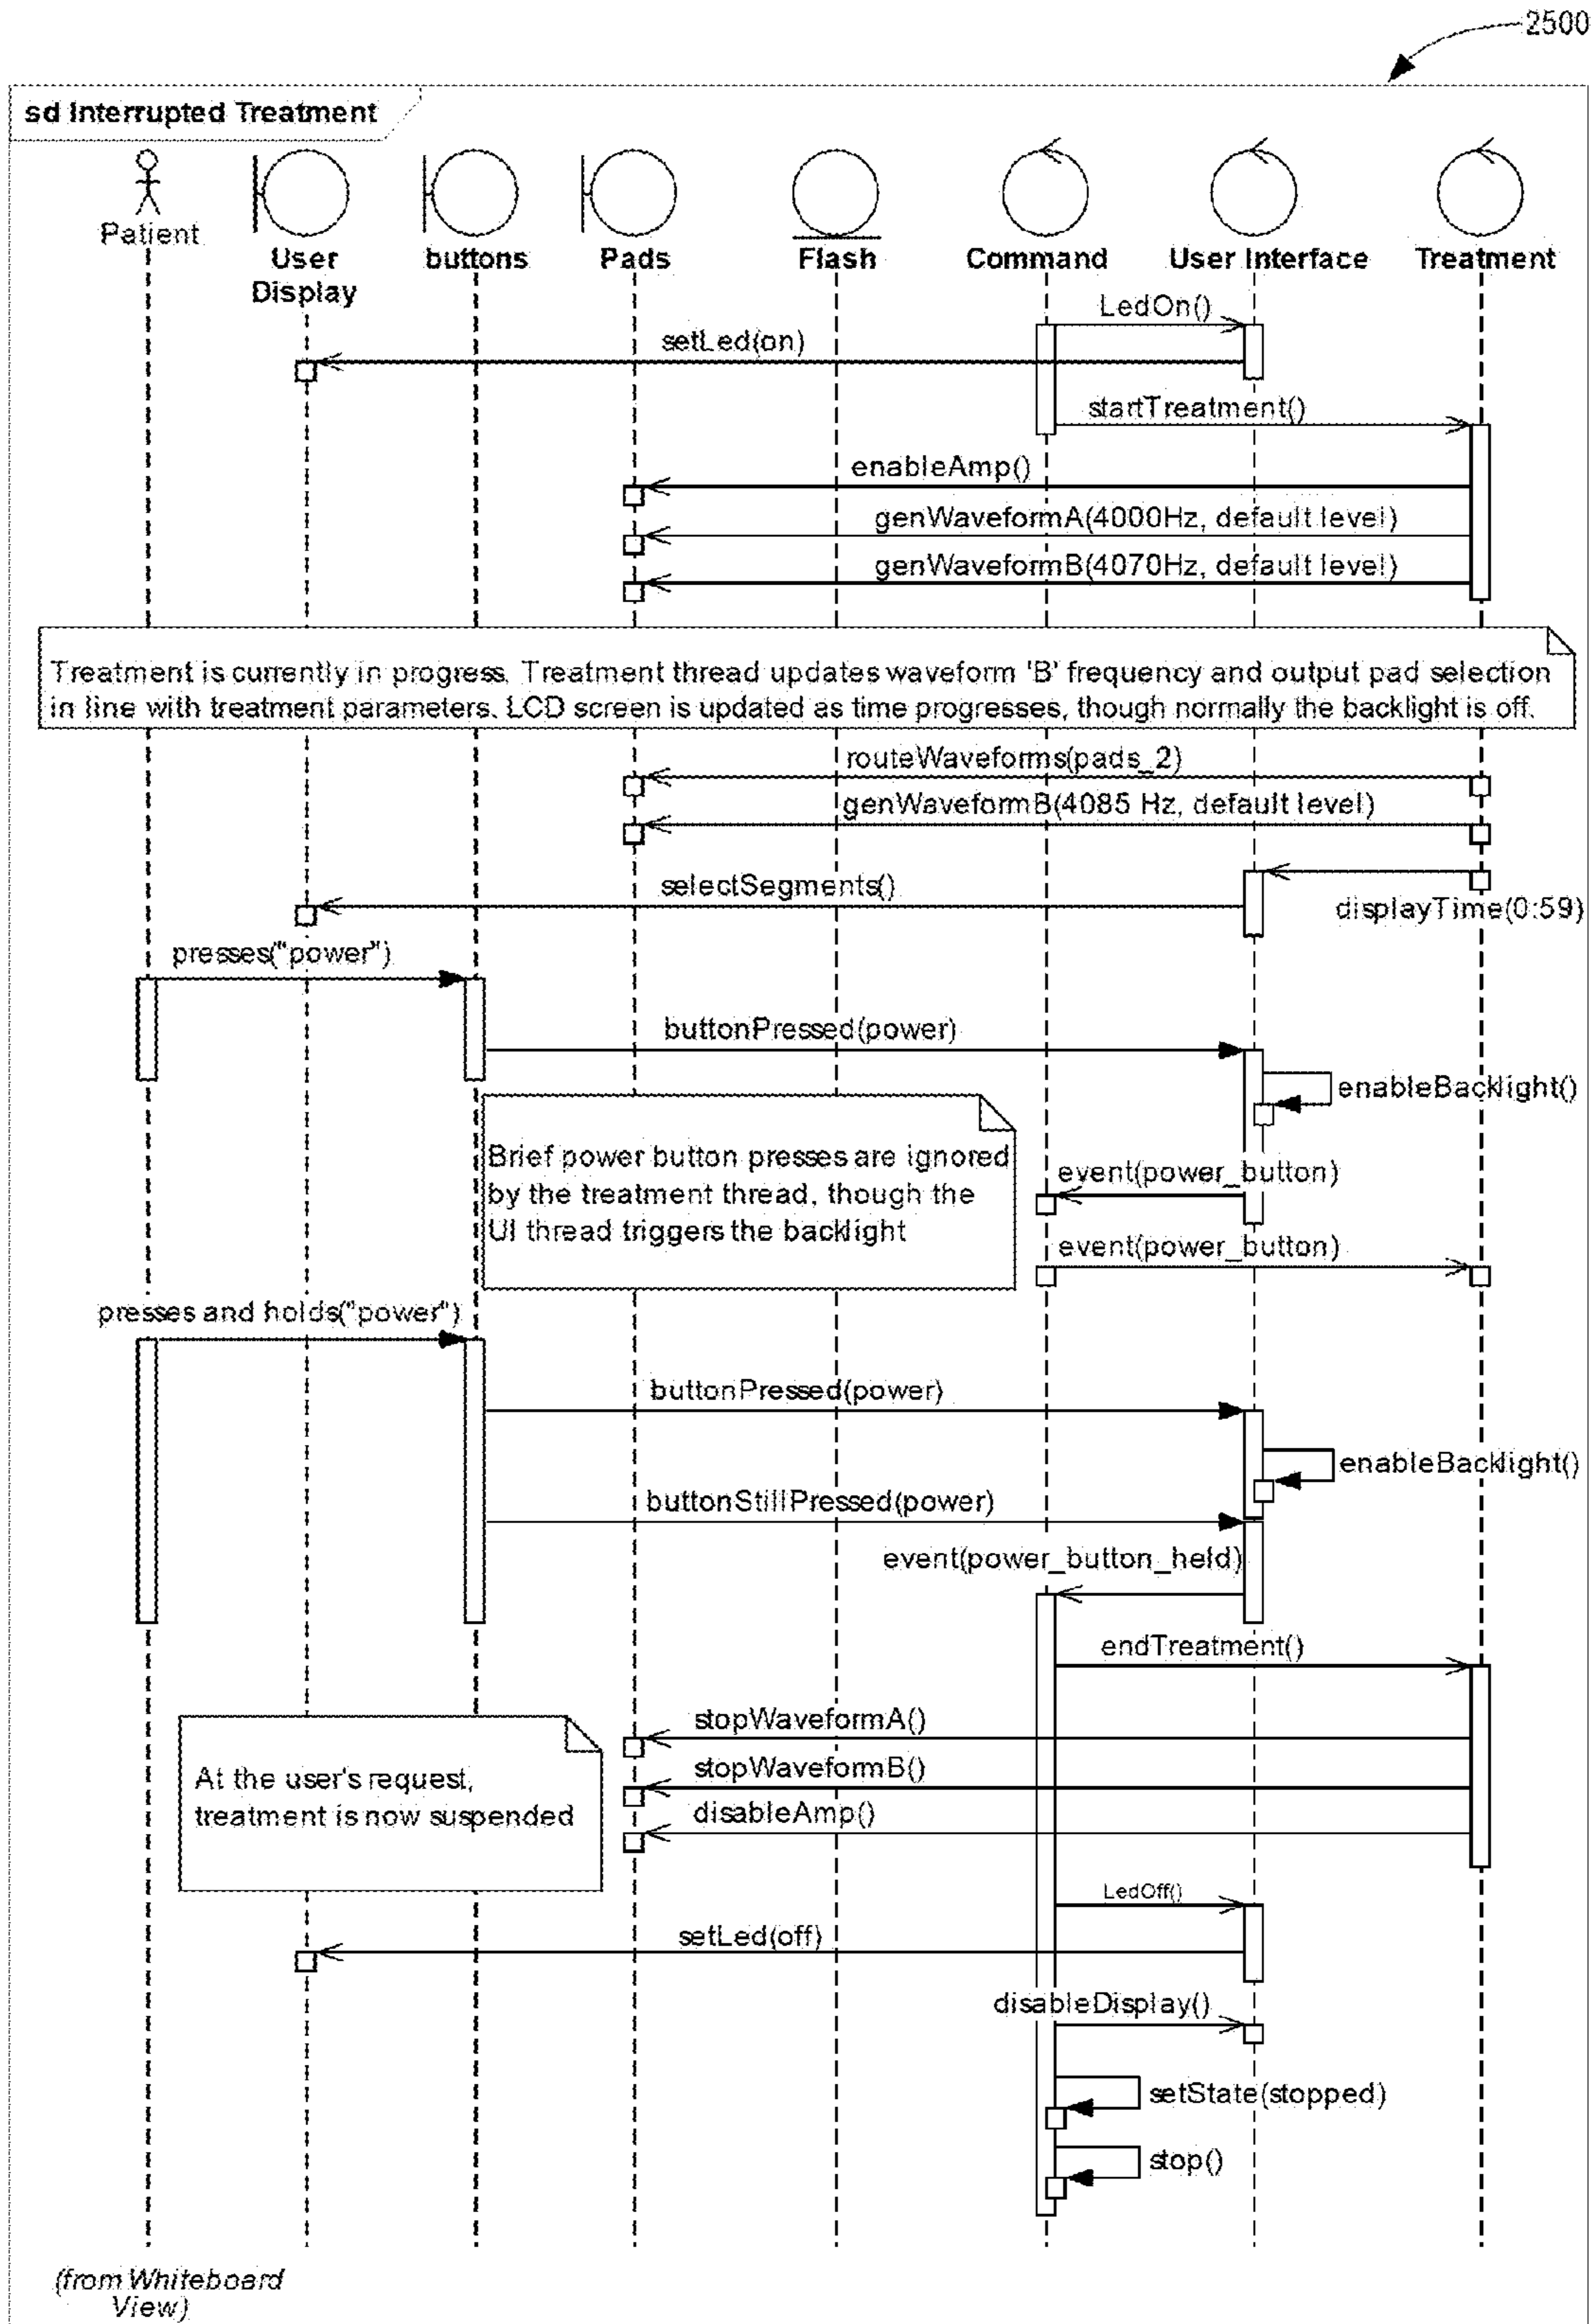 2500
sd Interrupted Treatment
Patient
User
Display
buttons
Pads
Flash
Command
User Interface
Treatment
LedOn()
setLed(on)
startTreatment()
enableAmp()
genWaveformA(4000Hz, default level)
genWaveformB(4070Hz, default level)
Treatment is currently in progress. Treatment thread updates waveform 'B' frequency and output pad selection
in line with treatment parameters. LCD screen is updated as time progresses, though normally the backlight is off.
routeWaveforms(pads_2)
genWaveformB(4085 Hz, default level)
selectSegments()
displayTime(0:59)
presses("power")
buttonPressed(power)
enableBacklight()
Brief power button presses are ignored
by the treatment thread, though the
UI thread triggers the backlight
event(power_button)
event(power_button)
presses and holds("power")
buttonPressed(power)
enableBacklight()
buttonStillPressed(power)
event(power_button_held)
endTreatment()
stopWaveformA()
stopWaveformB()
disableAmp()
At the user's request,
treatment is now suspended
LedOff()
setLed(off)
disableDisplay()
setState(stopped)
stop()
(from Whiteboard
View)